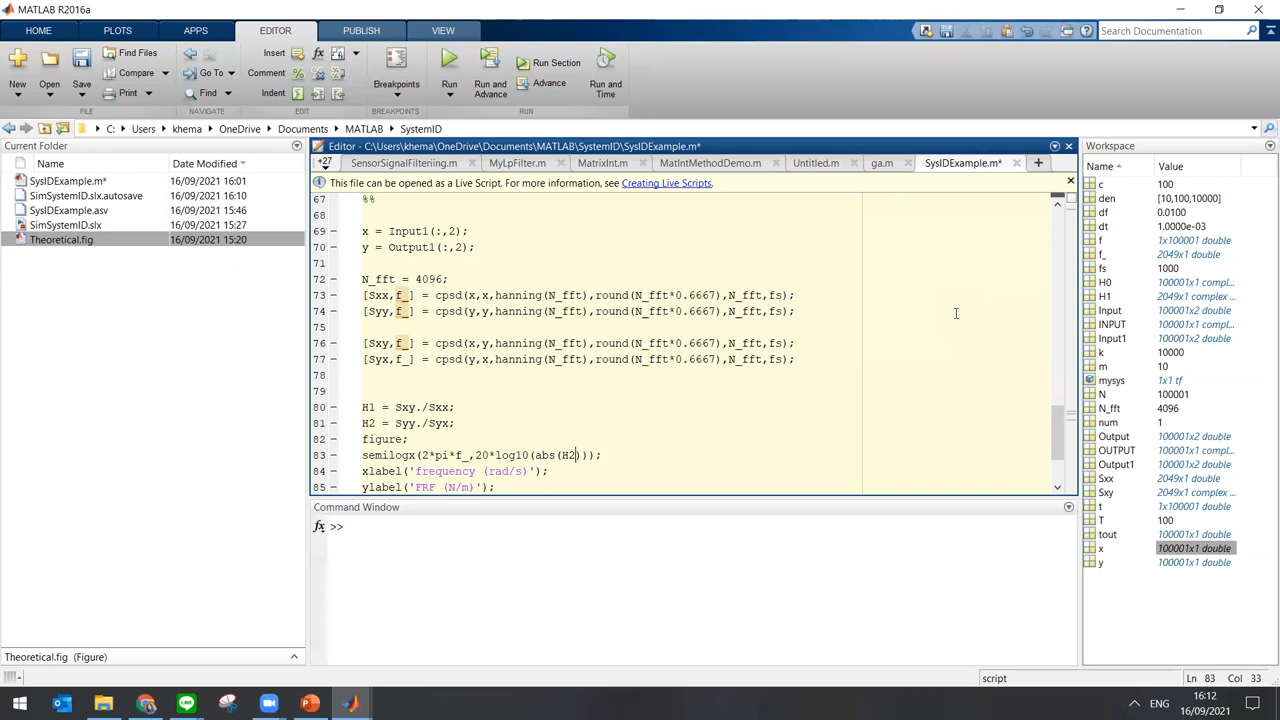 MATLAB R2016a
HOME PLOTS APPS EDITOR PUBLISH VIEW Search Documentation
Insert fx Find Files
Compare Go To Comment
Print Find Indent
New Open Save Breakpoints Run Run and Advance Run Section Advance Run and Time
FILE NAVIGATE EDIT BREAKPOINTS RUN
C: Users khema OneDrive Documents MATLAB SystemID
Current Folder
Name Date Modified
SysIDExample.m* 16/09/2021 16:01
SimSystemID.slx.autosave 16/09/2021 16:10
SysIDExample.asv 16/09/2021 15:46
SimSystemID.slx 16/09/2021 15:27
Theoretical.fig 16/09/2021 15:20
Theoretical.fig (Figure)
Editor - C:\Users\khema\OneDrive\Documents\MATLAB\SystemID\SysIDExample.m*
+27 SensorSignalFilteriing.m MyLpFilter.m MatrixInt.m MatIntMethodDemo.m Untitled.m ga.m SysIDExample.m*
This file can be opened as a Live Script. For more information, see Creating Live Scripts.
67 %%
68
69 x = Input1(:,2);
70 y = Output1(:,2);
71
72 N_fft = 4096;
73 [Sxx,f_] = cpsd(x,x,hanning(N_fft),round(N_fft*0.6667),N_fft,fs);
74 [Syy,f_] = cpsd(y,y,hanning(N_fft),round(N_fft*0.6667),N_fft,fs);
75
76 [Sxy,f_] = cpsd(x,y,hanning(N_fft),round(N_fft*0.6667),N_fft,fs);
77 [Syx,f_] = cpsd(y,x,hanning(N_fft),round(N_fft*0.6667),N_fft,fs);
78
79
80 H1 = Sxy./Sxx;
81 H2 = Syy./Syx;
82 figure;
83 semilogx(2*pi*f_,20*log10(abs(H2)));
84 xlabel('frequency (rad/s)');
85 ylabel('FRF (N/m)');
Command Window
fx >>
Workspace
Name Value
c 100
den [10,100,10000]
df 0.0100
dt 1.0000e-03
f 1x100001 double
f_ 2049x1 double
fs 1000
H0 100001x1 compl...
H1 2049x1 complex ...
Input 100001x2 double
INPUT 100001x1 compl...
Input1 100001x2 double
k 10000
m 10
mysys 1x1 tf
N 100001
N_fft 4096
num 1
Output 100001x2 double
OUTPUT 100001x1 compl...
Output1 100001x2 double
Sxx 2049x1 double
Sxy 2049x1 complex ...
t 1x100001 double
T 100
tout 100001x1 double
x 100001x1 double
y 100001x1 double
script Ln 83 Col 33
ENG 16:12
16/09/2021